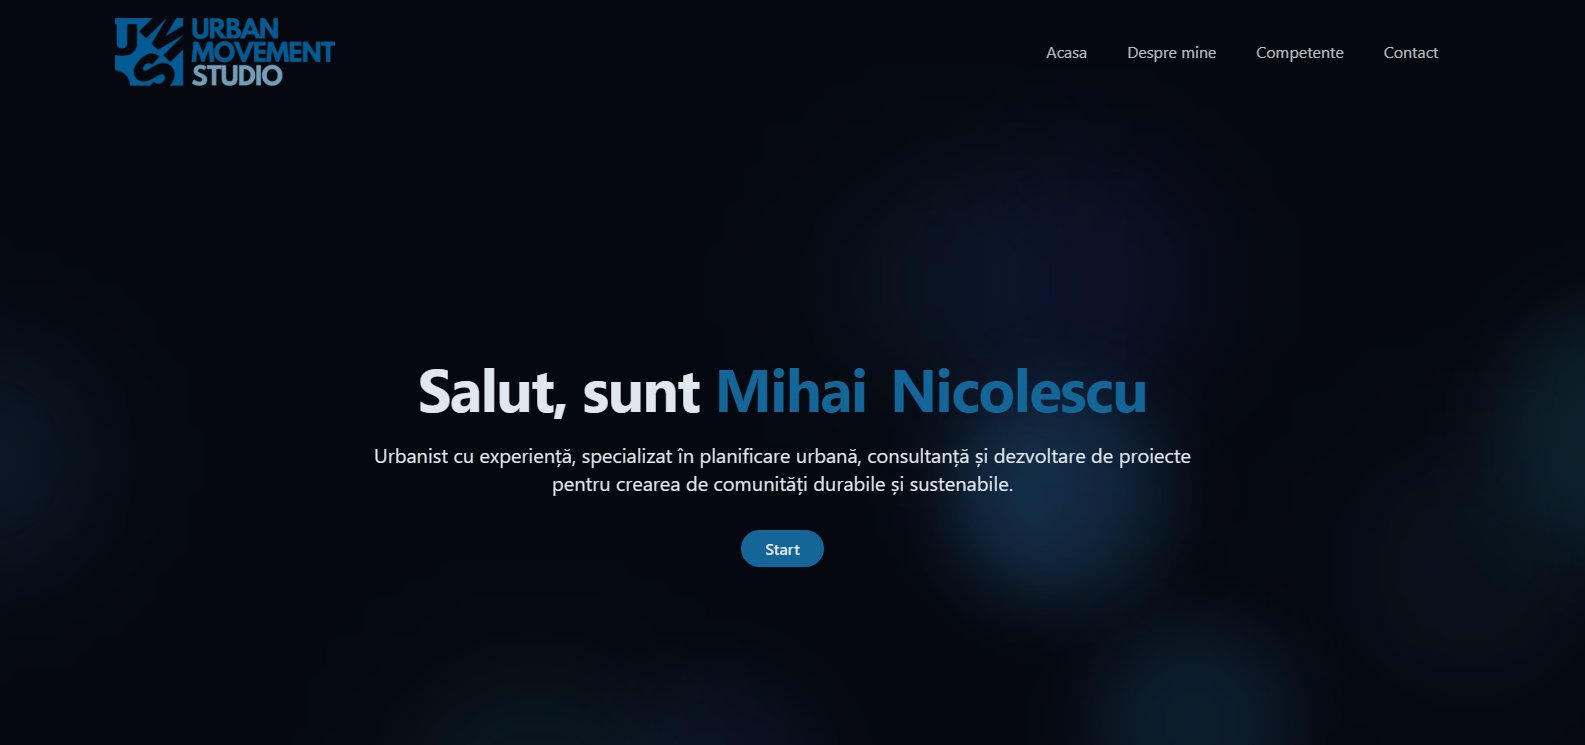 URBAN
MOVEMENT
STUDIO
Acasa Despre mine Competente Contact
Salut, sunt Mihai Nicolescu
Urbanist cu experiență, specializat în planificare urbană, consultanță și dezvoltare de proiecte
pentru crearea de comunități durabile și sustenabile.
Start